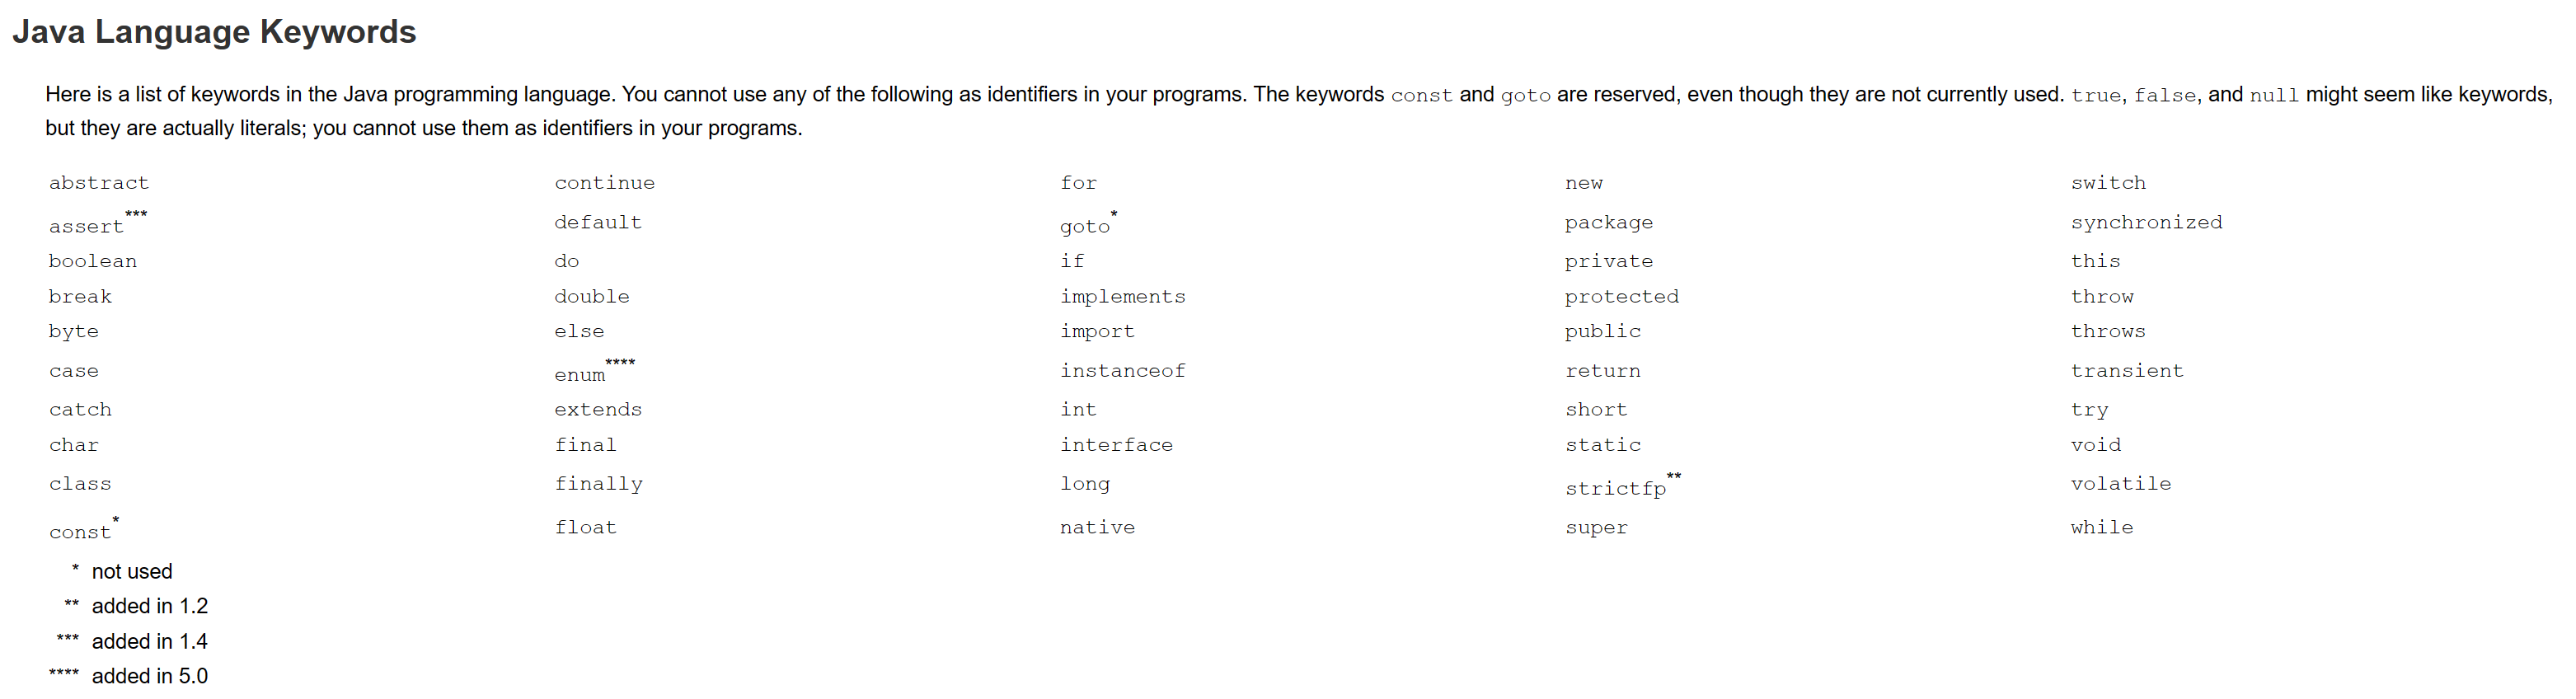 Java Language Keywords
Here is a list of keywords in the Java programming language. You cannot use any of the following as identifiers in your programs. The keywords const and goto are reserved, even though they are not currently used. true, false, and null might seem like keywords,
but they are actually literals; you cannot use them as identifiers in your programs.
abstract continue for new switch
assert*** default goto* package synchronized
boolean do if private this
break double implements protected throw
byte else import public throws
case enum**** instanceof return transient
catch extends int short try
char final interface static void
class finally long strictfp** volatile
const* float native super while
* not used
** added in 1.2
*** added in 1.4
**** added in 5.0